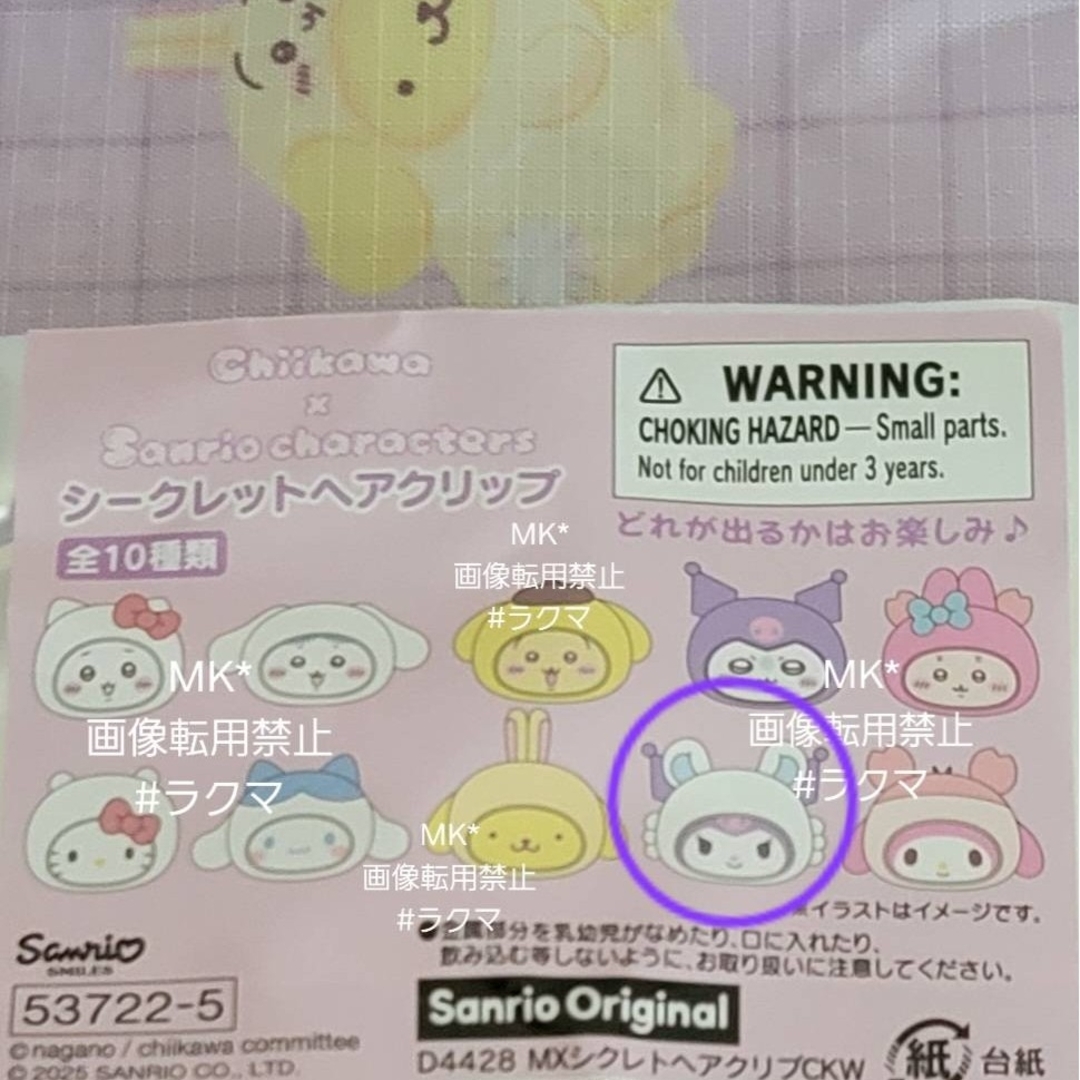 Chiikawa
×
Sanrio characters
シークレットヘアクリップ
全10種類
⚠ WARNING:
CHOKING HAZARD — Small parts.
Not for children under 3 years.
どれが出るかはお楽しみ♪
MK*
画像転用禁止
#ラクマ
MK*
画像転用禁止
#ラクマ
MK*
画像転用禁止
#ラクマ
MK*
画像転用禁止
#ラクマ
※イラストはイメージです。
●金属部分を乳幼児がなめたり、口に入れたり、
飲み込む等しないように、お取り扱いに注意してください。
Sanrio
SMILES
53722-5
©nagano / chiikawa committee
© 2025 SANRIO CO., LTD.
Sanrio Original
D4428 MXシクレトヘアクリプCKW
紙 台紙